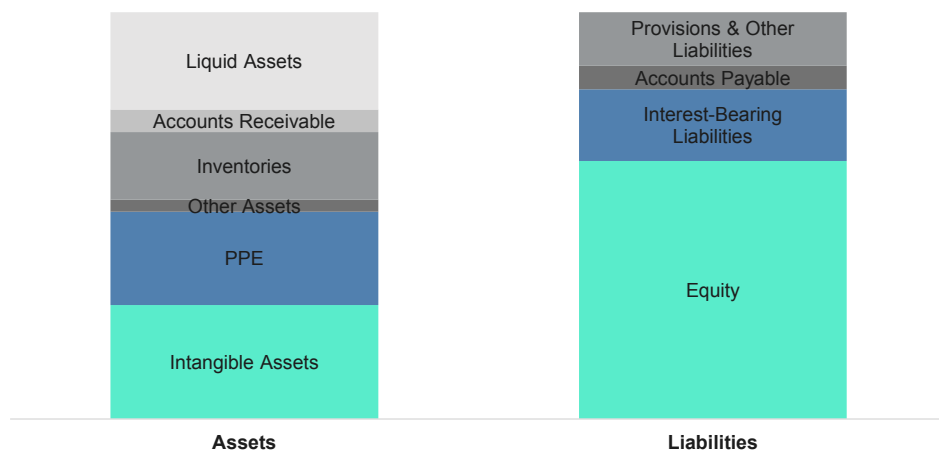 Liquid Assets
Accounts Receivable
Inventories
Other Assets
PPE
Intangible Assets
Assets
Provisions & Other
Liabilities
Accounts Payable
Interest-Bearing
Liabilities
Equity
Liabilities